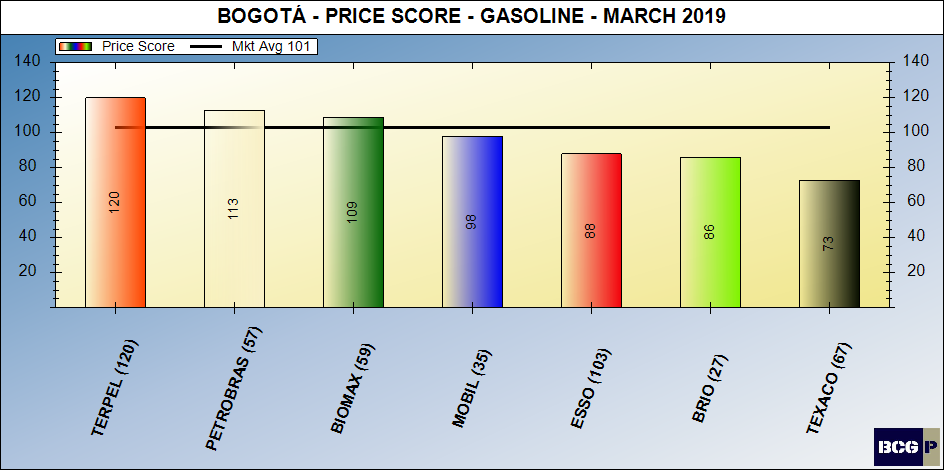 BOGOTÁ - PRICE SCORE - GASOLINE - MARCH 2019
Price Score Mkt Avg 101
140 140
120 120
100 100
80 80
60 60
40 40
20 20
120 113 109 98 88 86 73
TERPEL (120) PETROBRAS (57) BIOMAX (59) MOBIL (35) ESSO (103) BRIO (27) TEXACO (67)
BCG P